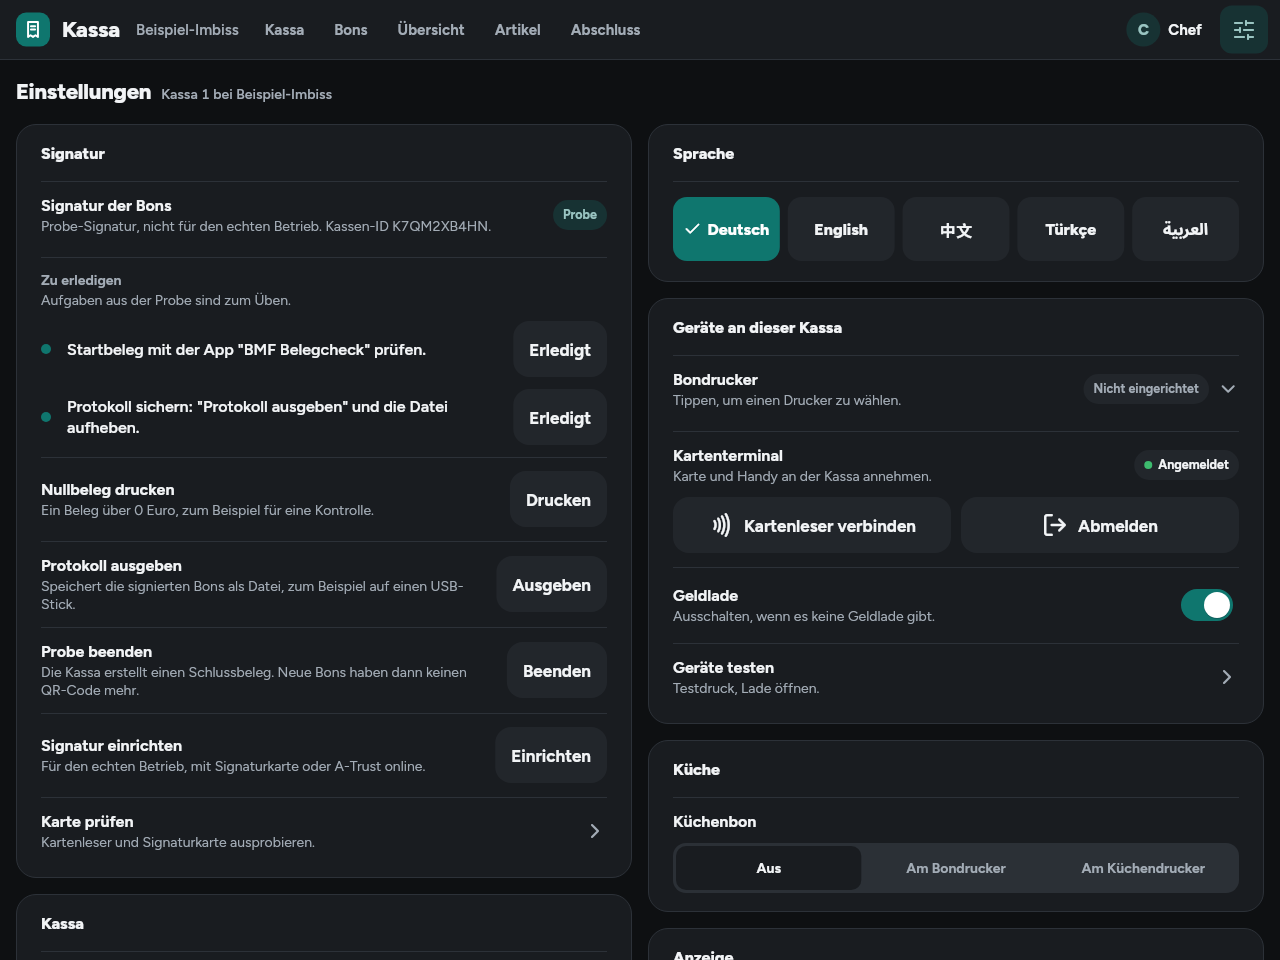 Kassa
Beispiel-Imbiss
Kassa
Bons
Übersicht
Artikel
Abschluss
C
Chef
Einstellungen
Kassa 1 bei Beispiel-Imbiss
Signatur
Signatur der Bons
Probe-Signatur, nicht für den echten Betrieb. Kassen-ID K7QM2XB4HN.
Probe
Zu erledigen
Aufgaben aus der Probe sind zum Üben.
Startbeleg mit der App "BMF Belegcheck" prüfen.
Erledigt
Protokoll sichern: "Protokoll ausgeben" und die Datei
aufheben.
Erledigt
Nullbeleg drucken
Ein Beleg über 0 Euro, zum Beispiel für eine Kontrolle.
Drucken
Protokoll ausgeben
Speichert die signierten Bons als Datei, zum Beispiel auf einen USB-
Stick.
Ausgeben
Probe beenden
Die Kassa erstellt einen Schlussbeleg. Neue Bons haben dann keinen
QR-Code mehr.
Beenden
Signatur einrichten
Für den echten Betrieb, mit Signaturkarte oder A-Trust online.
Einrichten
Karte prüfen
Kartenleser und Signaturkarte ausprobieren.
Kassa
Sprache
Deutsch
English
中文
Türkçe
العربية
Geräte an dieser Kassa
Bondrucker
Tippen, um einen Drucker zu wählen.
Nicht eingerichtet
Kartenterminal
Karte und Handy an der Kassa annehmen.
Angemeldet
Kartenleser verbinden
Abmelden
Geldlade
Ausschalten, wenn es keine Geldlade gibt.
Geräte testen
Testdruck, Lade öffnen.
Küche
Küchenbon
Aus
Am Bondrucker
Am Küchendrucker
Anzeige